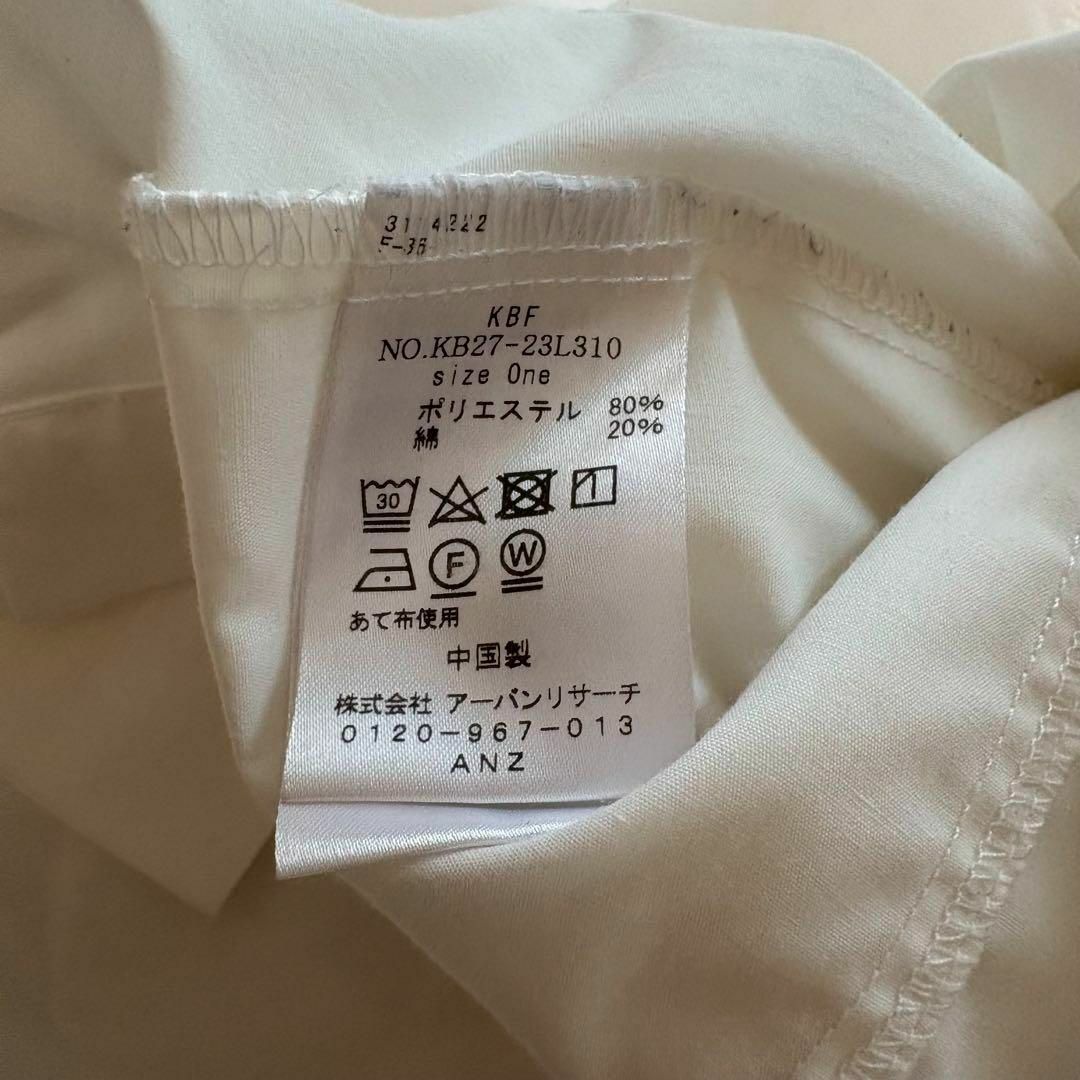 KBF
NO.KB27-23L310
size One
ポリエステル 80%
綿 20%
30
F W
あて布使用
中国製
株式会社 アーバンリサーチ
0120-967-013
ANZ